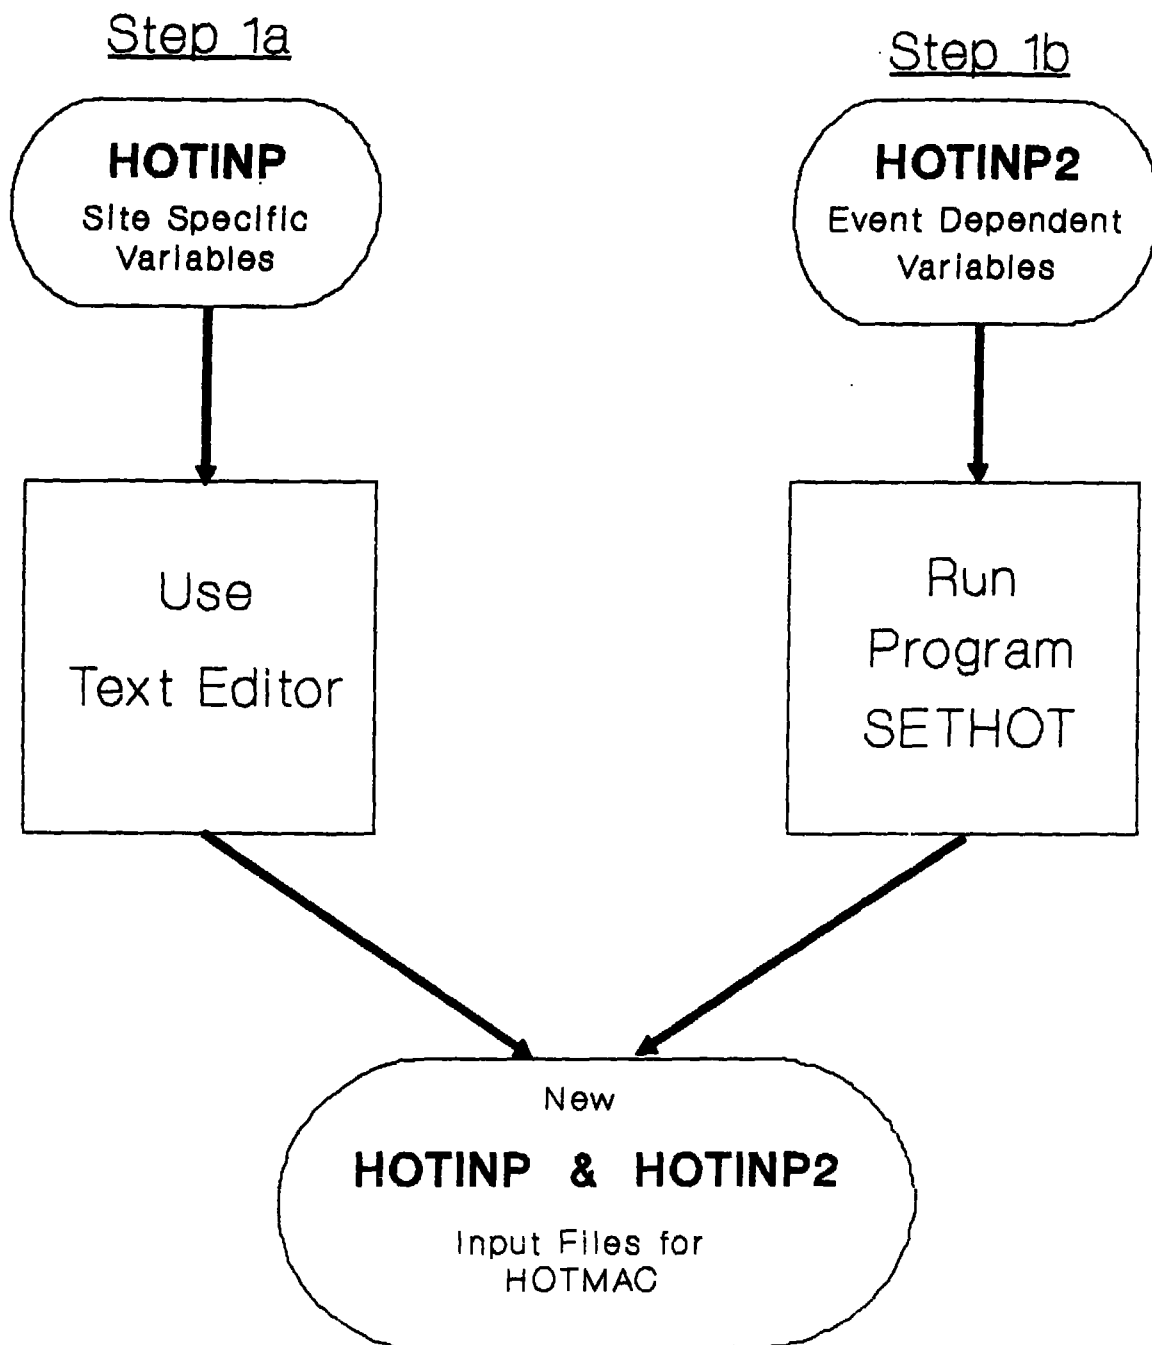 Step 1a
HOTINP
Site Specific
Variables
Use
Text Editor
Step 1b
HOTINP2
Event Dependent
Variables
Run
Program
SETHOT
New
HOTINP & HOTINP2
Input Files for
HOTMAC